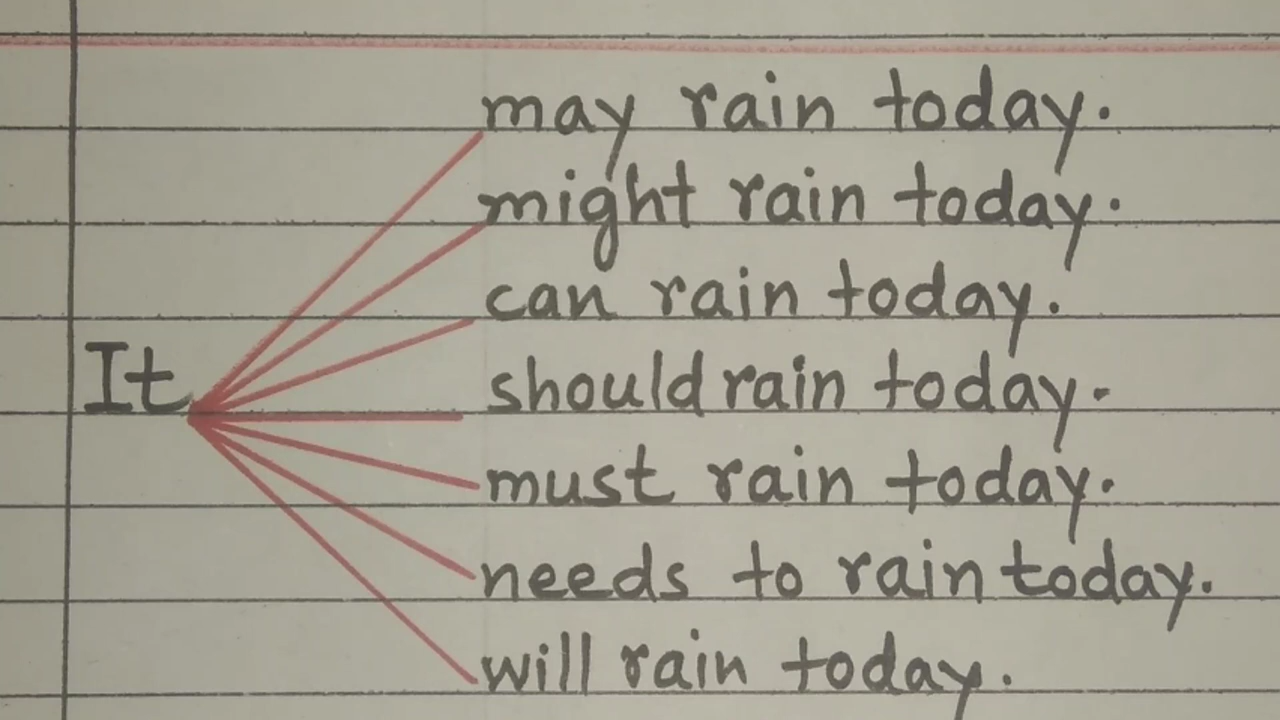 may rain today.
might rain today.
can rain today.
It
should rain today.
must rain today.
needs to rain today.
will rain today.